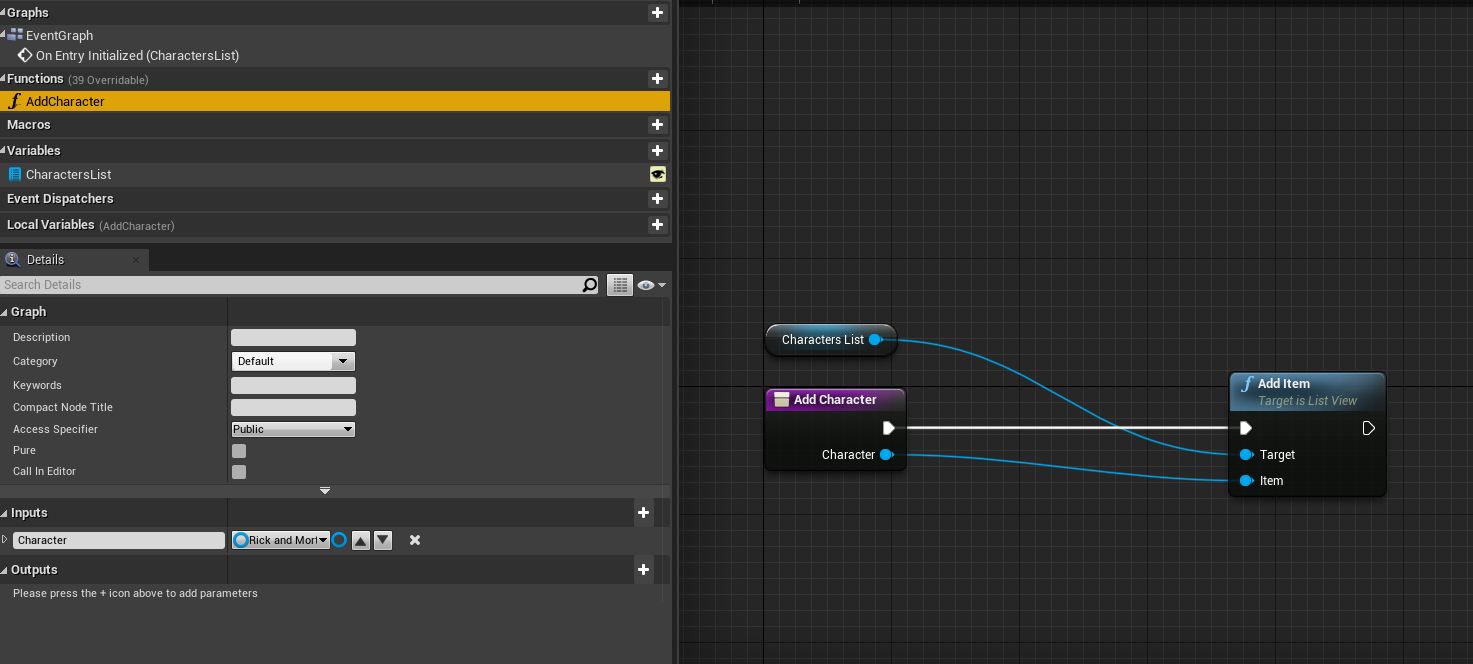 Graphs
EventGraph
On Entry Initialized (CharactersList)
Functions (39 Overridable)
AddCharacter
Macros
Variables
CharactersList
Event Dispatchers
Local Variables (AddCharacter)
Details
Search Details
Graph
Description
Category Default
Keywords
Compact Node Title
Access Specifier Public
Pure
Call In Editor
Inputs
Character Rick and Mort
Outputs
Please press the + icon above to add parameters
Characters List
Add Character
Character
Add Item
Target is List View
Target
Item